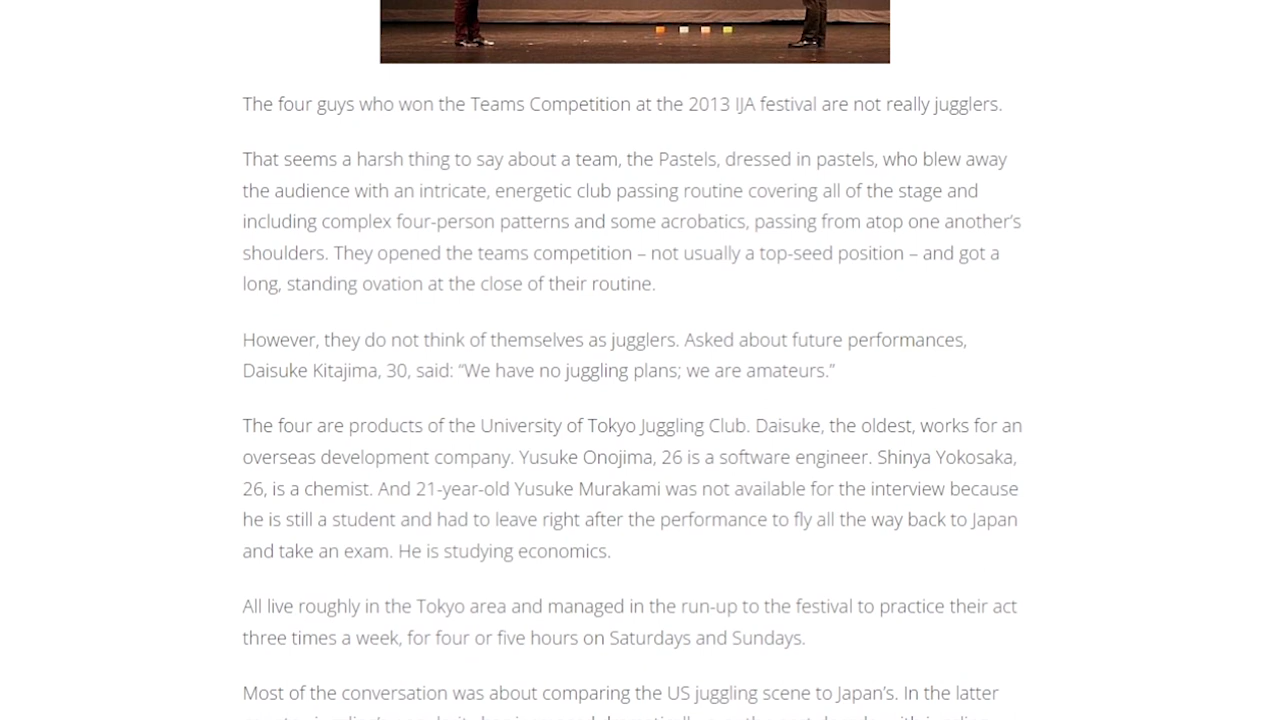 The four guys who won the Teams Competition at the 2013 IJA festival are not really jugglers.
That seems a harsh thing to say about a team, the Pastels, dressed in pastels, who blew away
the audience with an intricate, energetic club passing routine covering all of the stage and
including complex four-person patterns and some acrobatics, passing from atop one another’s
shoulders. They opened the teams competition – not usually a top-seed position – and got a
long, standing ovation at the close of their routine.
However, they do not think of themselves as jugglers. Asked about future performances,
Daisuke Kitajima, 30, said: “We have no juggling plans; we are amateurs.”
The four are products of the University of Tokyo Juggling Club. Daisuke, the oldest, works for an
overseas development company. Yusuke Onojima, 26 is a software engineer. Shinya Yokosaka,
26, is a chemist. And 21-year-old Yusuke Murakami was not available for the interview because
he is still a student and had to leave right after the performance to fly all the way back to Japan
and take an exam. He is studying economics.
All live roughly in the Tokyo area and managed in the run-up to the festival to practice their act
three times a week, for four or five hours on Saturdays and Sundays.
Most of the conversation was about comparing the US juggling scene to Japan’s. In the latter